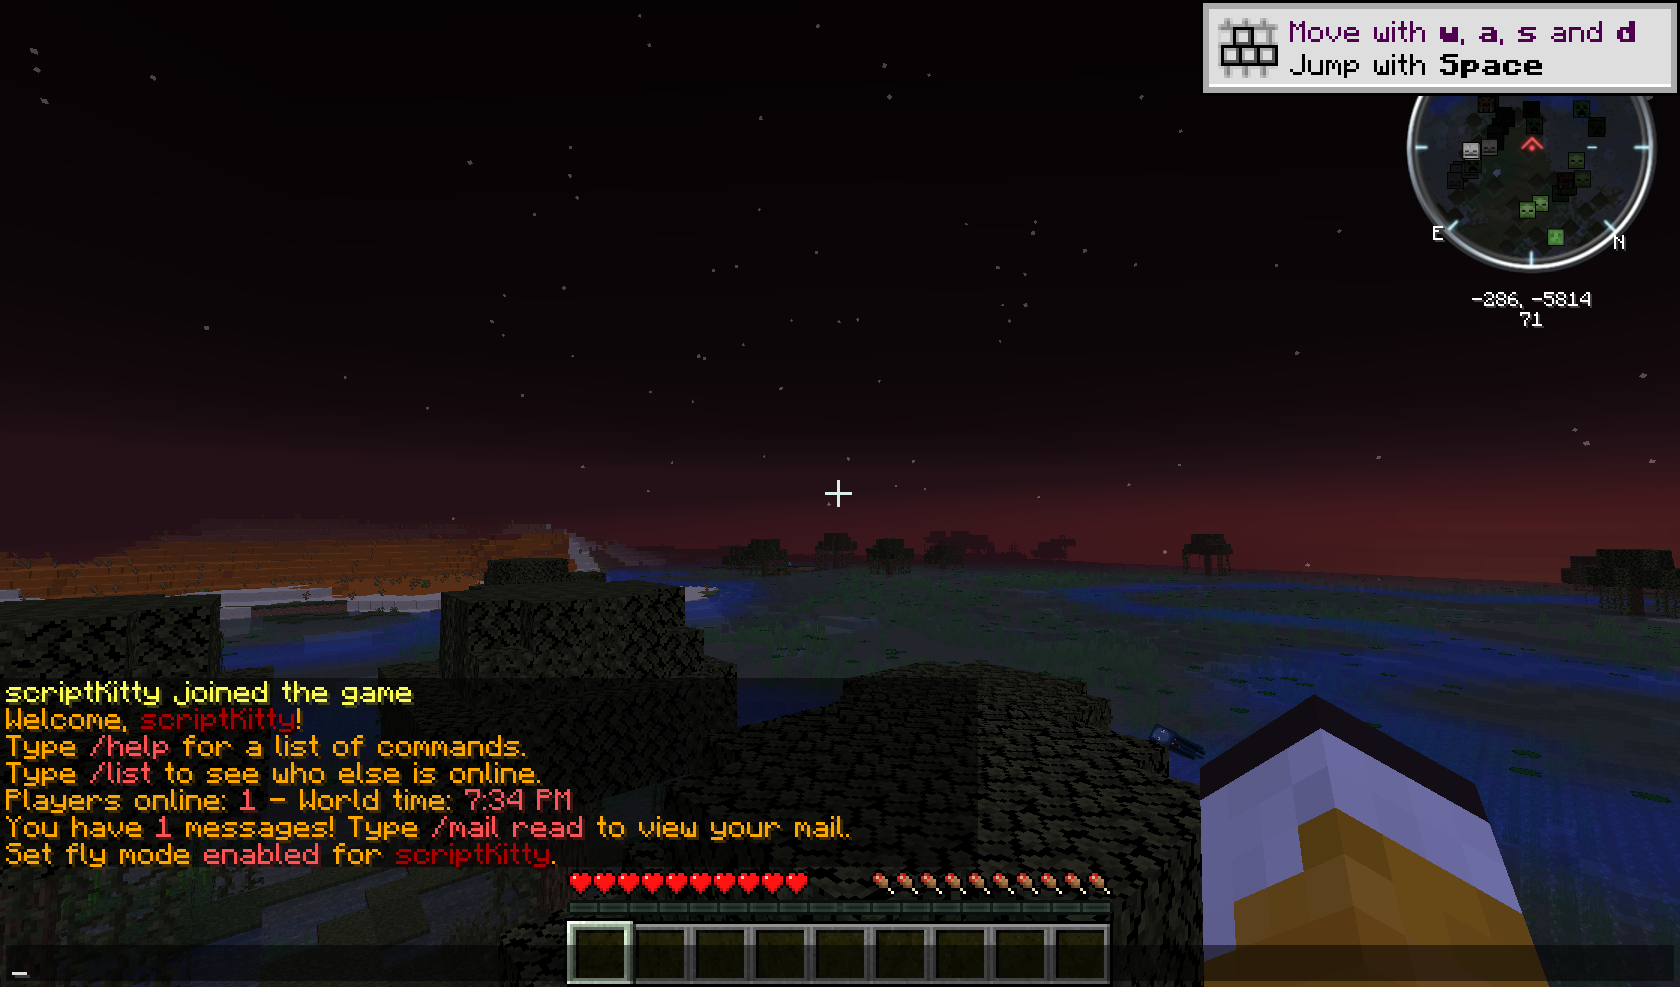 Move with w, a, s and d
Jump with Space
E
N
-286, -5814
71
scriptKitty joined the game
Welcome, scriptKitty!
Type /help for a list of commands.
Type /list to see who else is online.
Players online: 1 - World time: 7:34 PM
You have 1 messages! Type /mail read to view your mail.
Set fly mode enabled for scriptKitty.
_